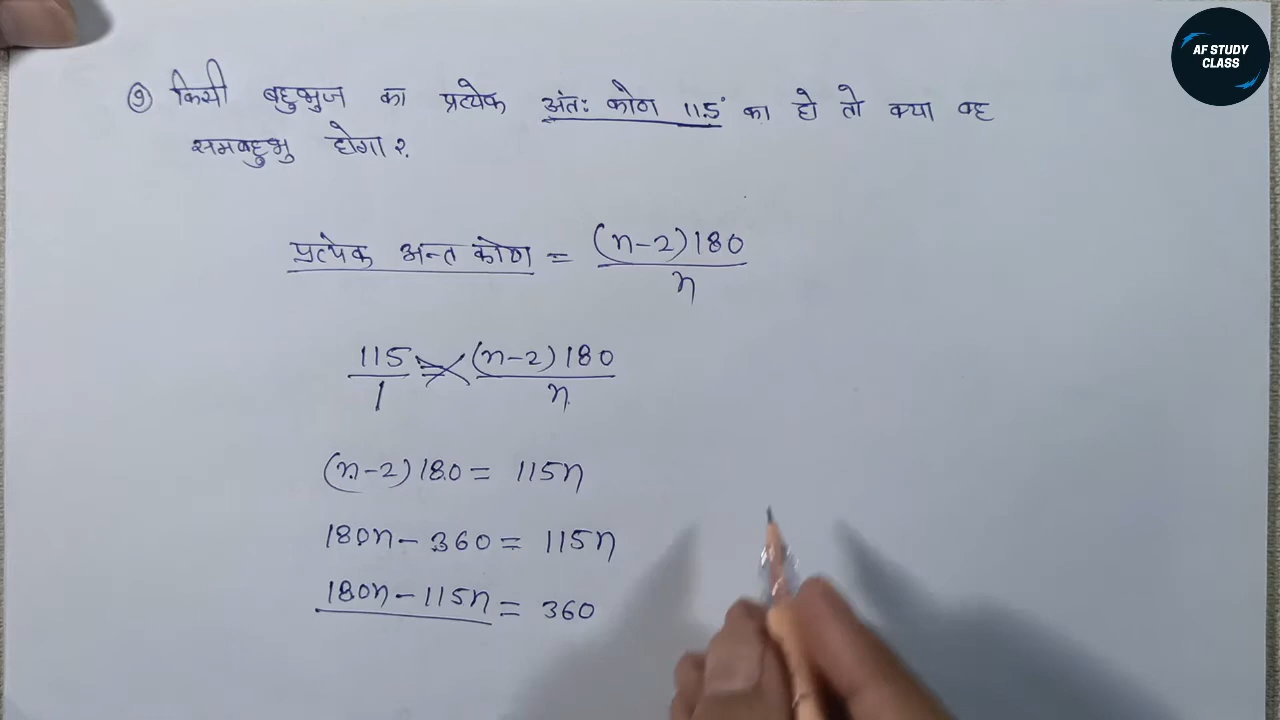 AF STUDY
CLASS
9) किसी बहुभुज का प्रत्येक अंतः कोण 115° का हो तो क्या वह
समबहुभु होगा ?
प्रत्येक अन्त कोण = (n-2)180 / n
115 / 1 = (n-2)180 / n
(n-2)180 = 115n
180n - 360 = 115n
180n - 115n = 360